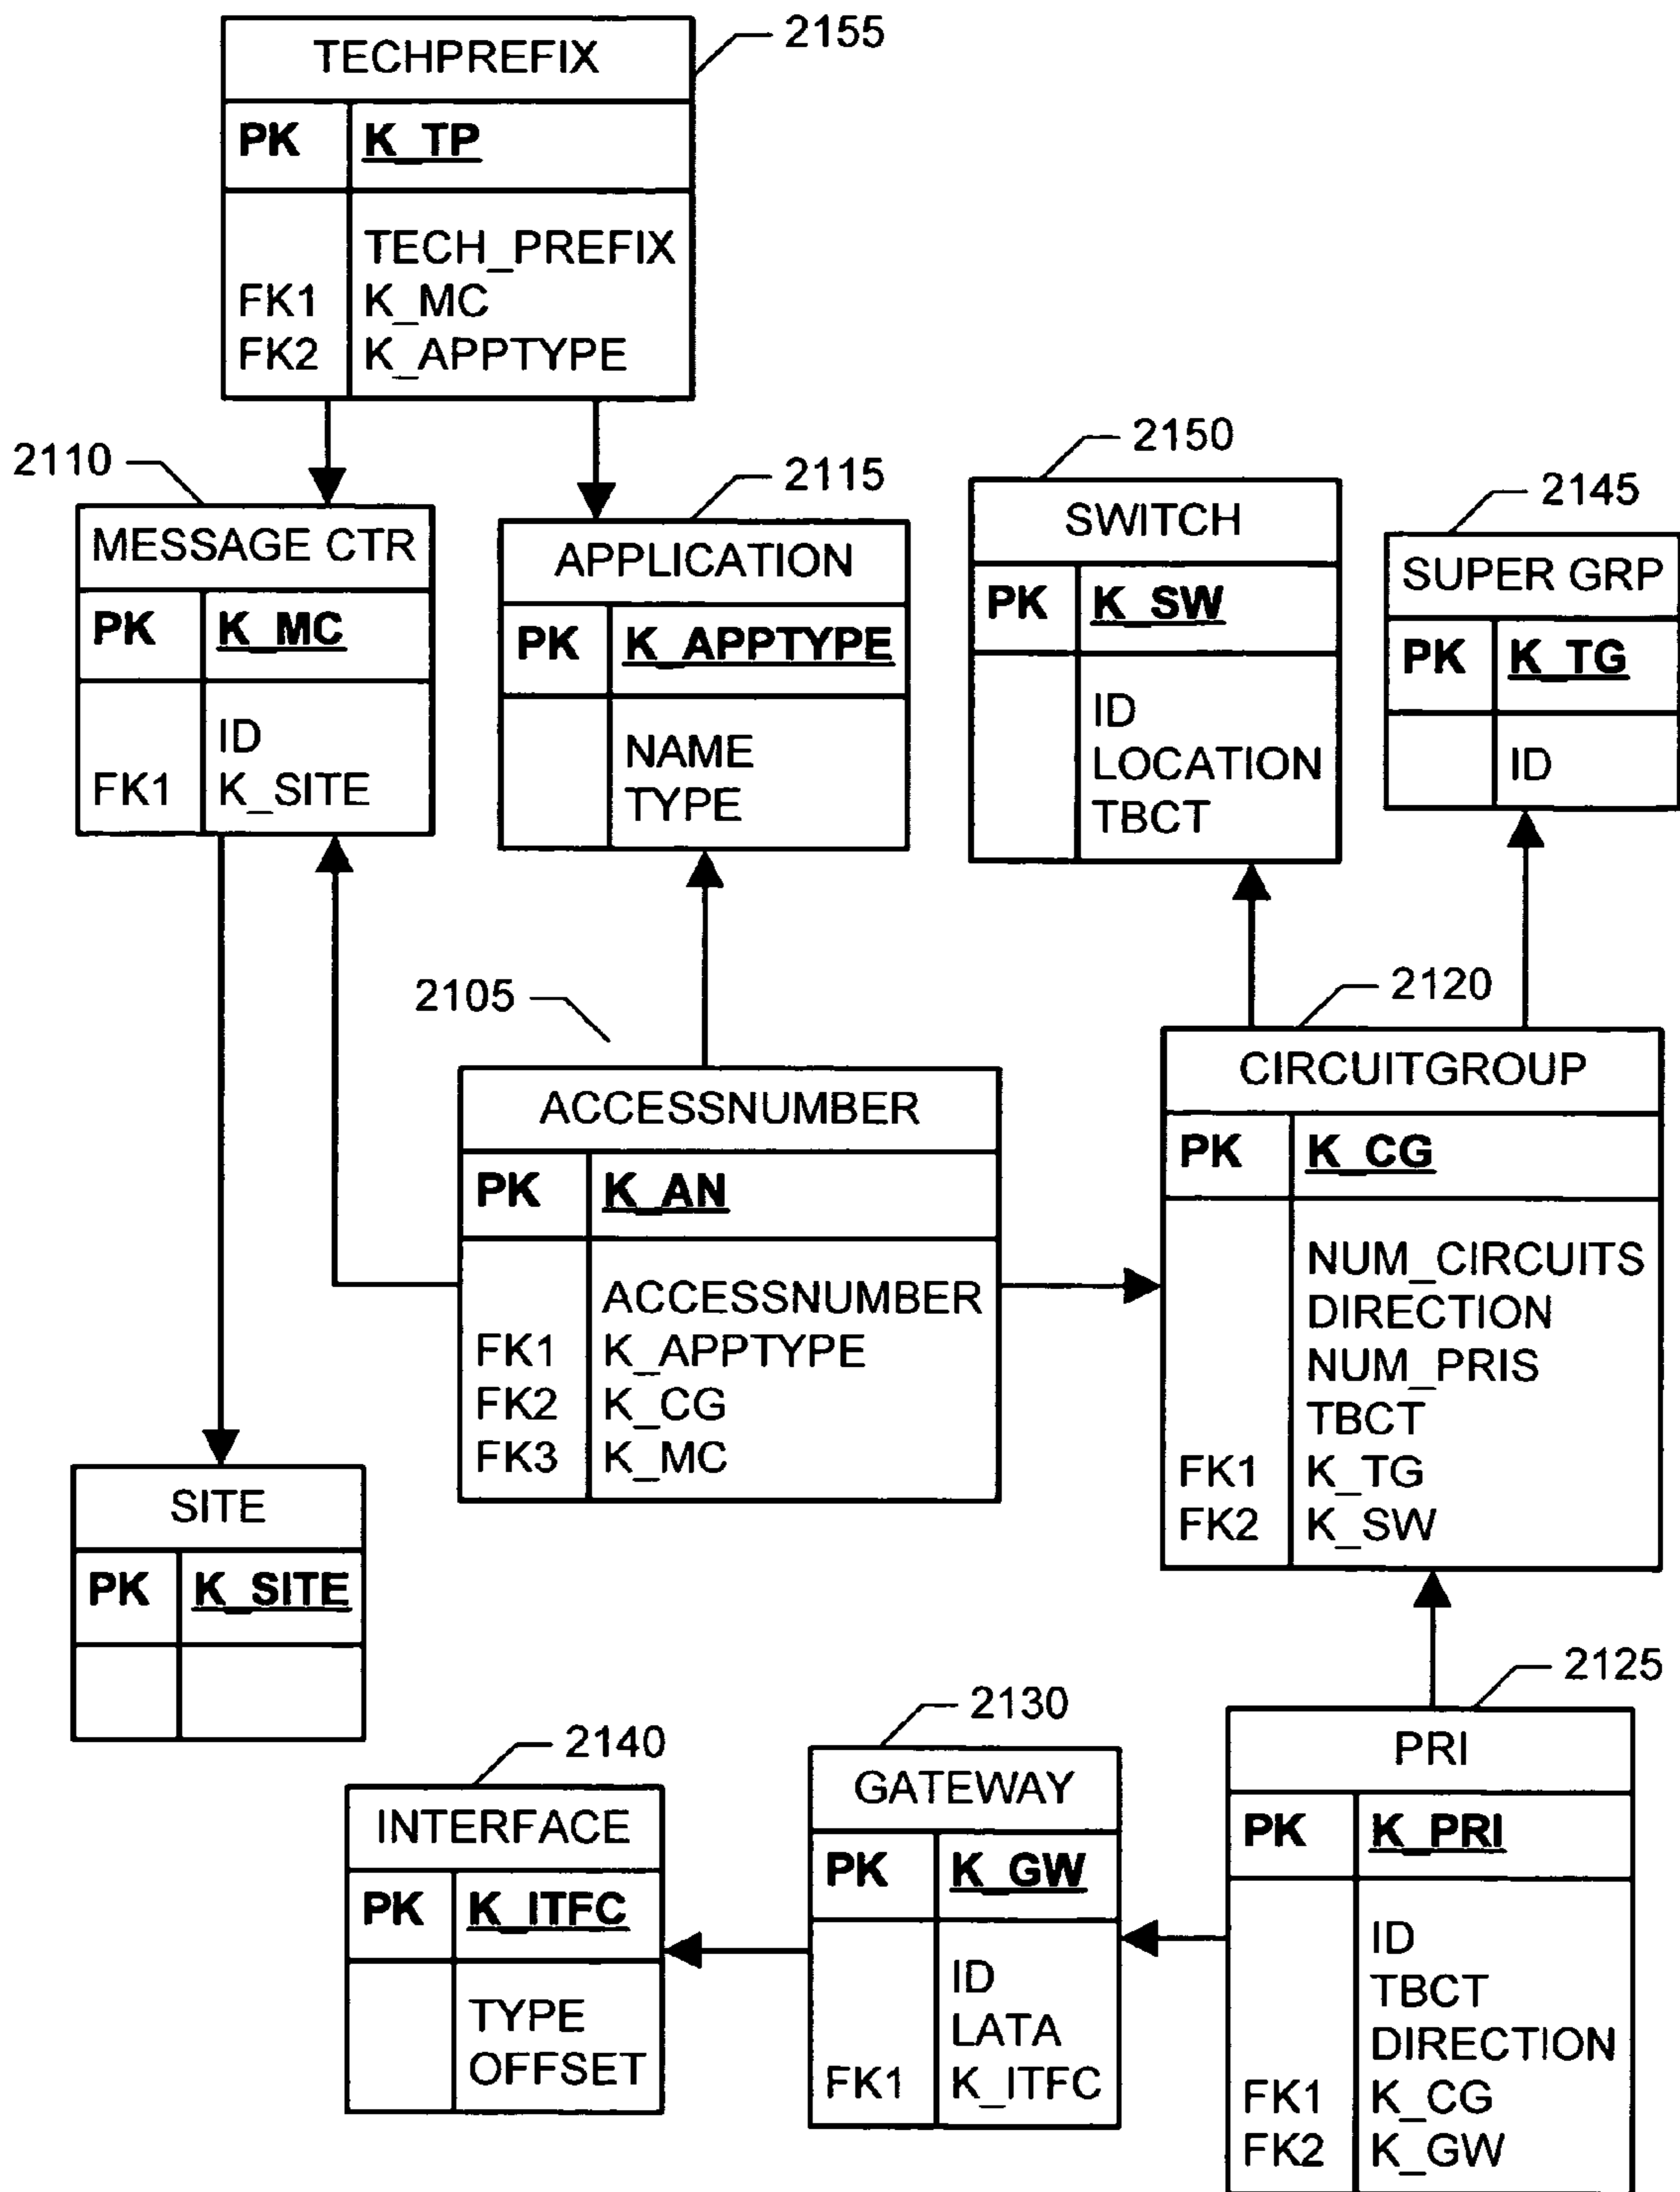 2155
TECHPREFIX
PK K_TP
TECH_PREFIX
FK1 K_MC
FK2 K_APPTYPE
2110
MESSAGE CTR
PK K_MC
ID
FK1 K_SITE
2115
APPLICATION
PK K_APPTYPE
NAME
TYPE
2150
SWITCH
PK K_SW
ID
LOCATION
TBCT
2145
SUPER GRP
PK K_TG
ID
2105
ACCESSNUMBER
PK K_AN
ACCESSNUMBER
FK1 K_APPTYPE
FK2 K_CG
FK3 K_MC
2120
CIRCUITGROUP
PK K_CG
NUM_CIRCUITS
DIRECTION
NUM_PRIS
TBCT
FK1 K_TG
FK2 K_SW
SITE
PK K_SITE
2140
INTERFACE
PK K_ITFC
TYPE
OFFSET
2130
GATEWAY
PK K_GW
ID
LATA
FK1 K_ITFC
2125
PRI
PK K_PRI
ID
TBCT
DIRECTION
FK1 K_CG
FK2 K_GW